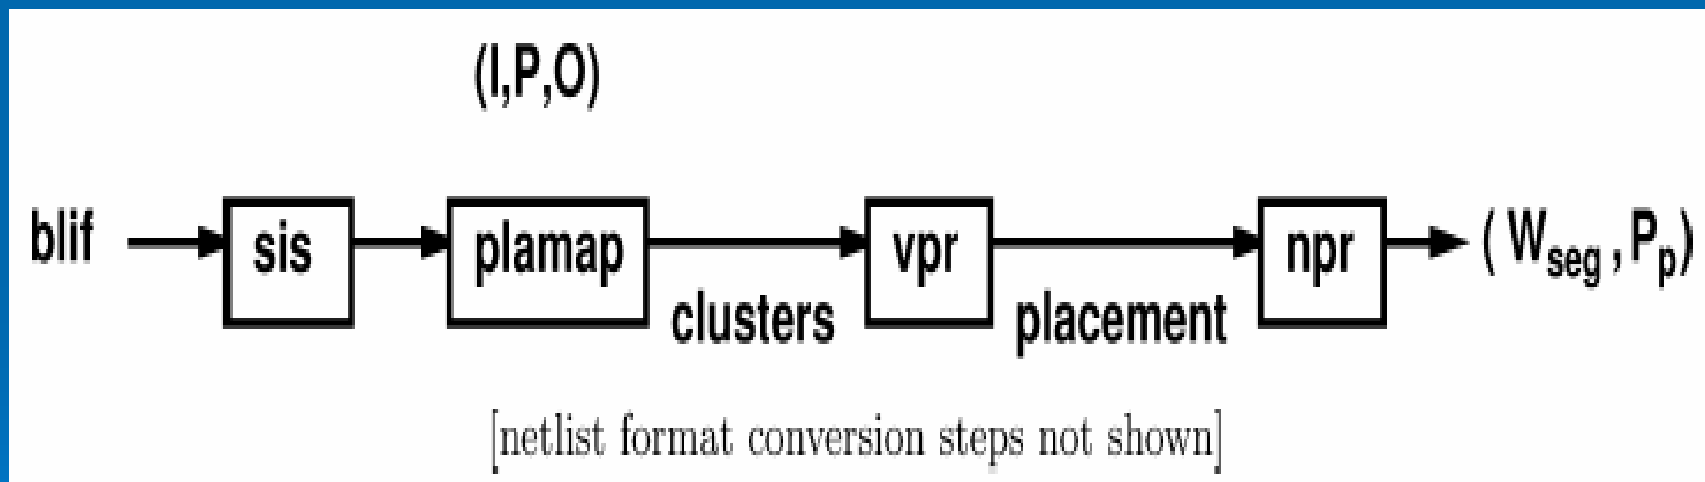 (I,P,O)
blif
sis
plamap
vpr
npr
( Wseg , Pp)
clusters
placement
[netlist format conversion steps not shown]